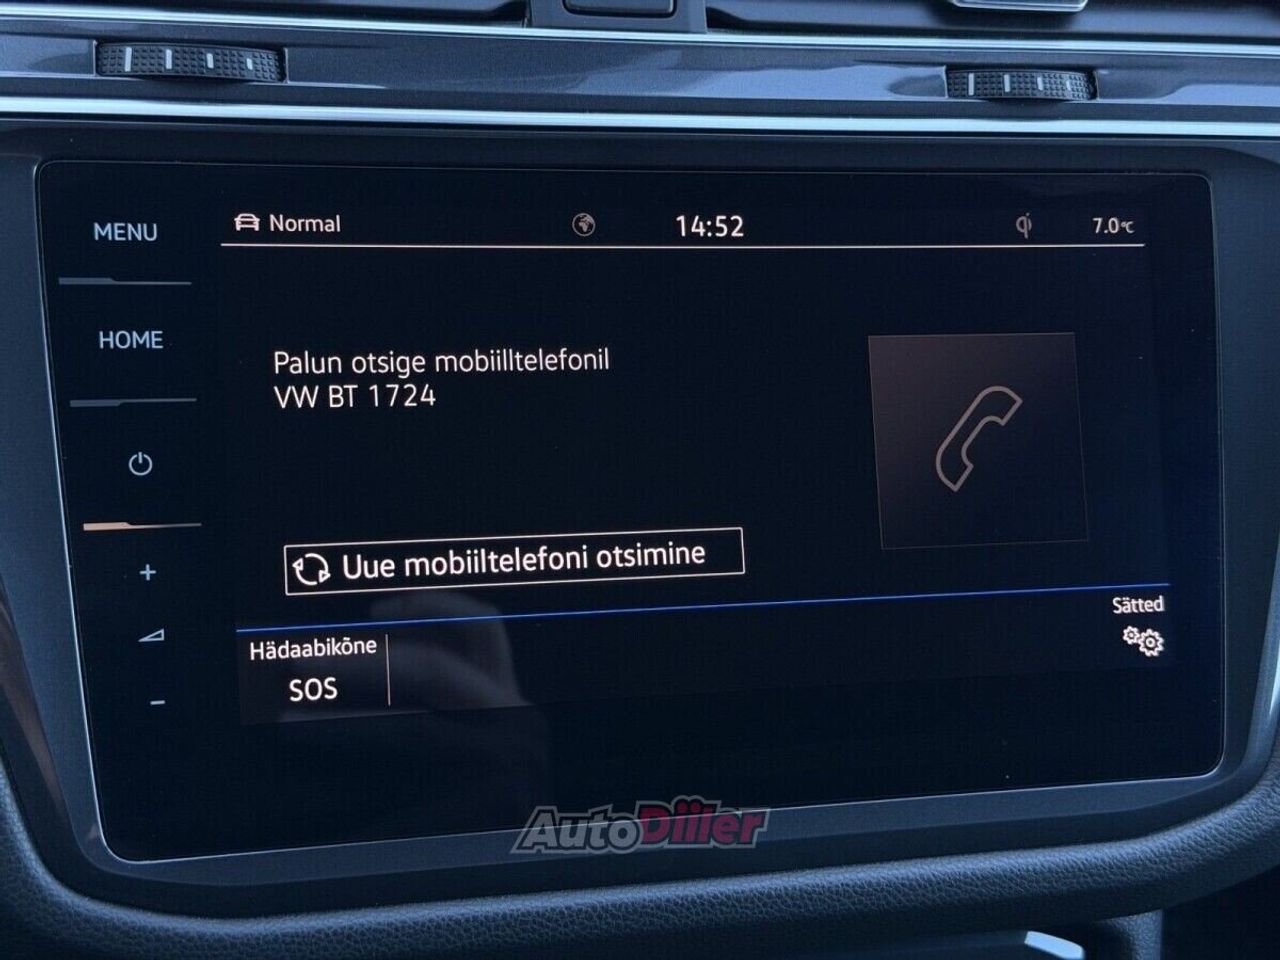 MENU
Normal
14:52
7.0°C
HOME
Palun otsige mobiilltelefonil
VW BT 1724
Uue mobiiltelefoni otsimine
+
-
Sätted
Hädaabikõne
SOS
AutoDiiler